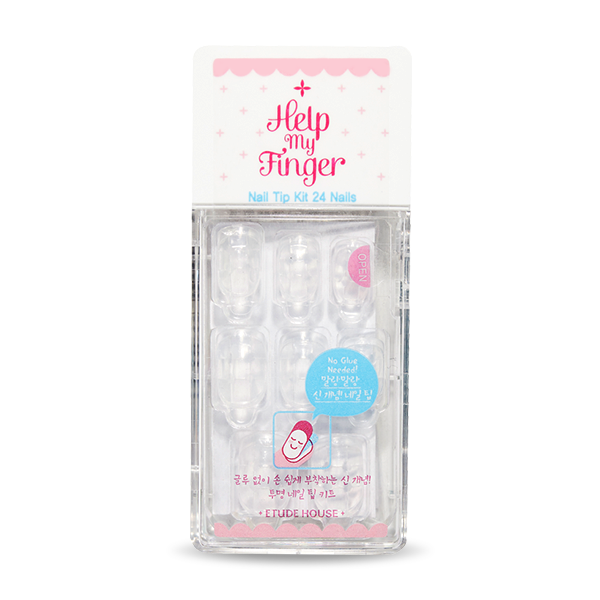 Help
My
Finger
Nail Tip Kit 24 Nails
OPEN
No Glue
Needed!
말랑말랑
신개념 네일 팁
글루 없이 손 쉽게 부착하는 신 개념!
투명 네일 팁 키트
ETUDE HOUSE